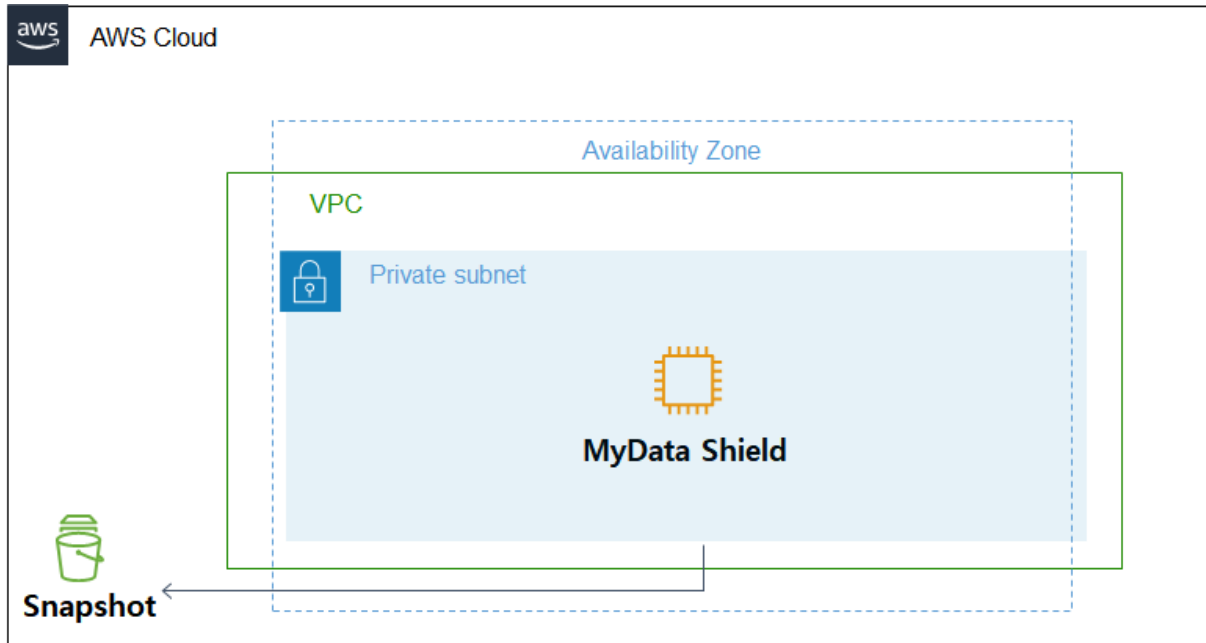 aws
AWS Cloud
Availability Zone
VPC
Private subnet
MyData Shield
Snapshot